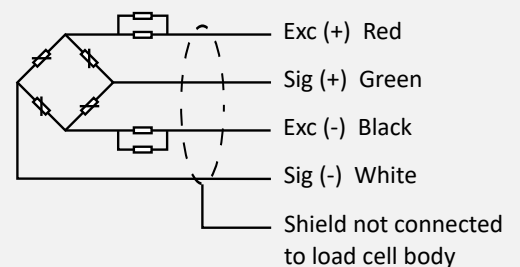 Exc (+) Red
Sig (+) Green
Exc (-) Black
Sig (-) White
Shield not connected
to load cell body